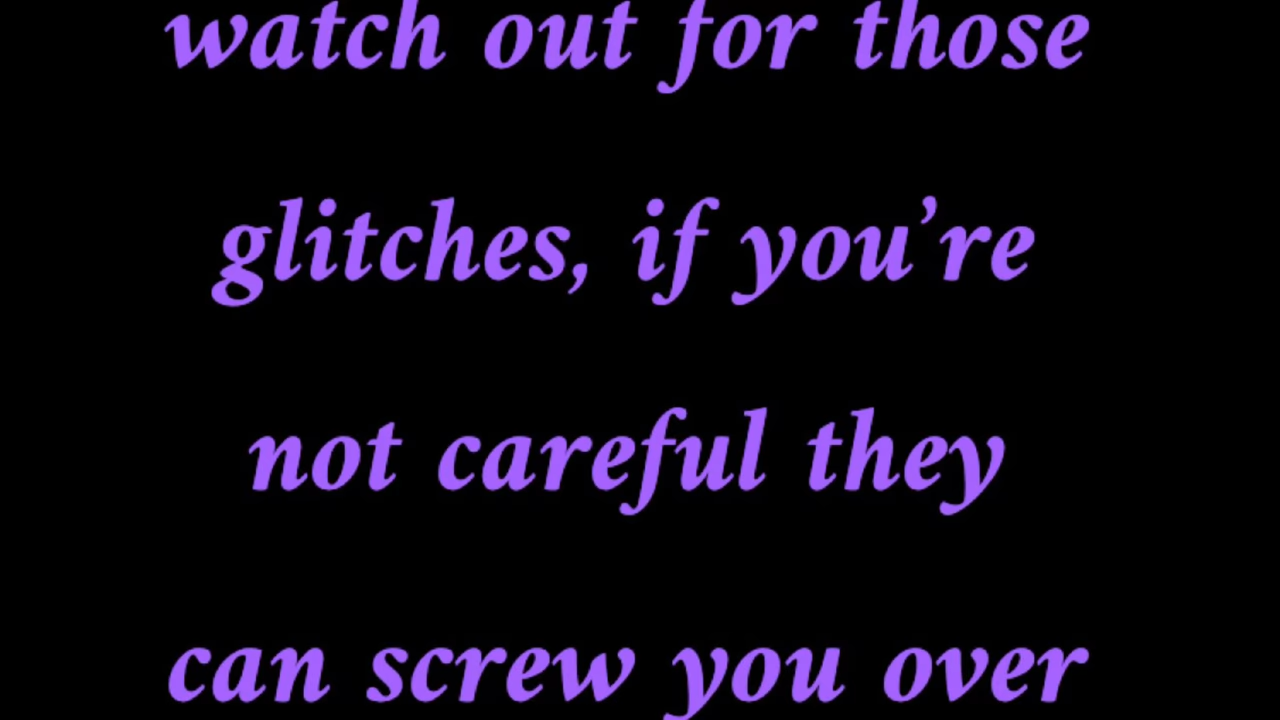 watch out for those
glitches, if you’re
not careful they
can screw you over